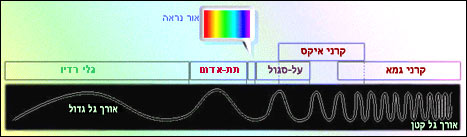 אור נראה
קרני איקס
קרני גמא
על-סגול
תת-אדום
גלי רדיו
אורך גל גדול
אורך גל קטן